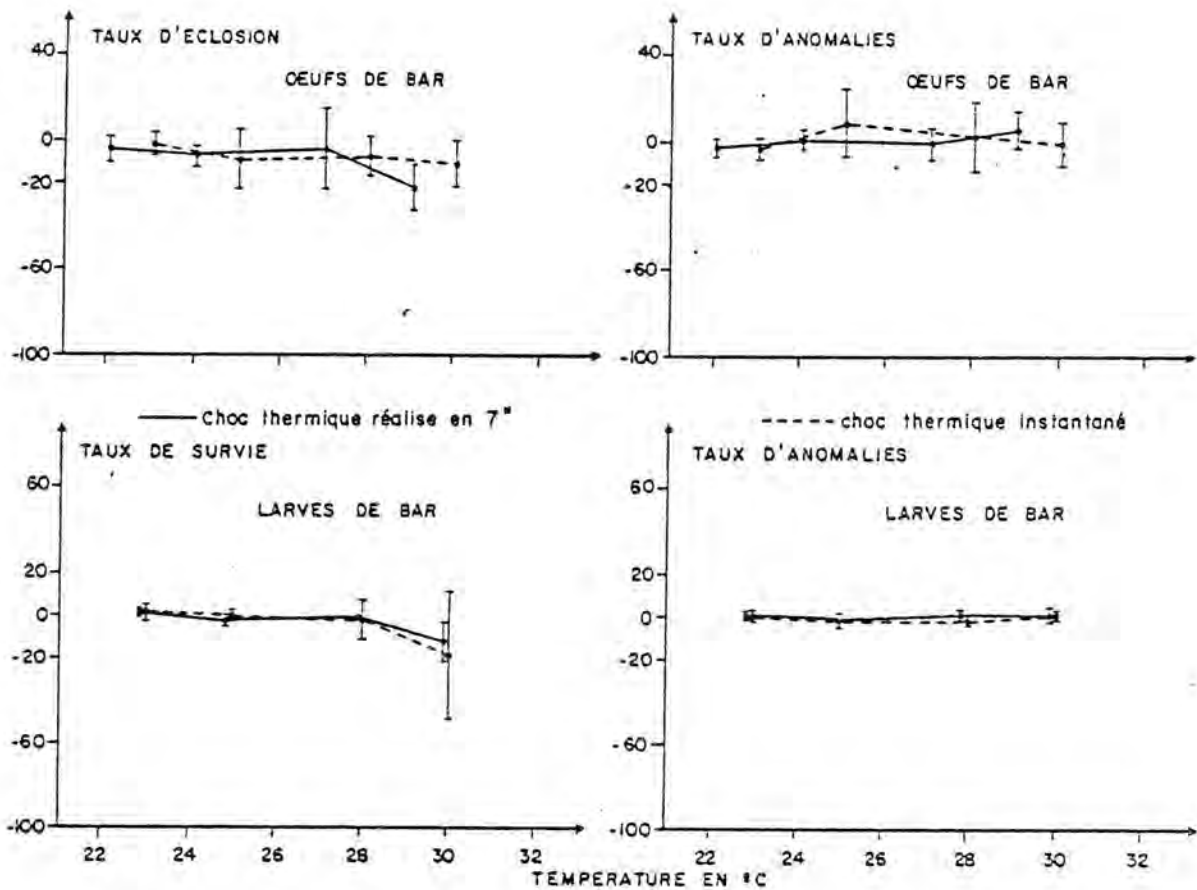 TAUX D'ECLOSION
ŒUFS DE BAR
40
0
-20
-60
-100
TAUX D'ANOMALIES
ŒUFS DE BAR
40
0
-20
-60
-100
Choc thermique réalise en 7"
choc thermique instantané
TAUX DE SURVIE
LARVES DE BAR
60
20
0
-20
-60
-100
22 24 26 28 30 32
TAUX D'ANOMALIES
LARVES DE BAR
60
20
0
-20
-60
-100
22 24 26 28 30 32
TEMPERATURE EN °C